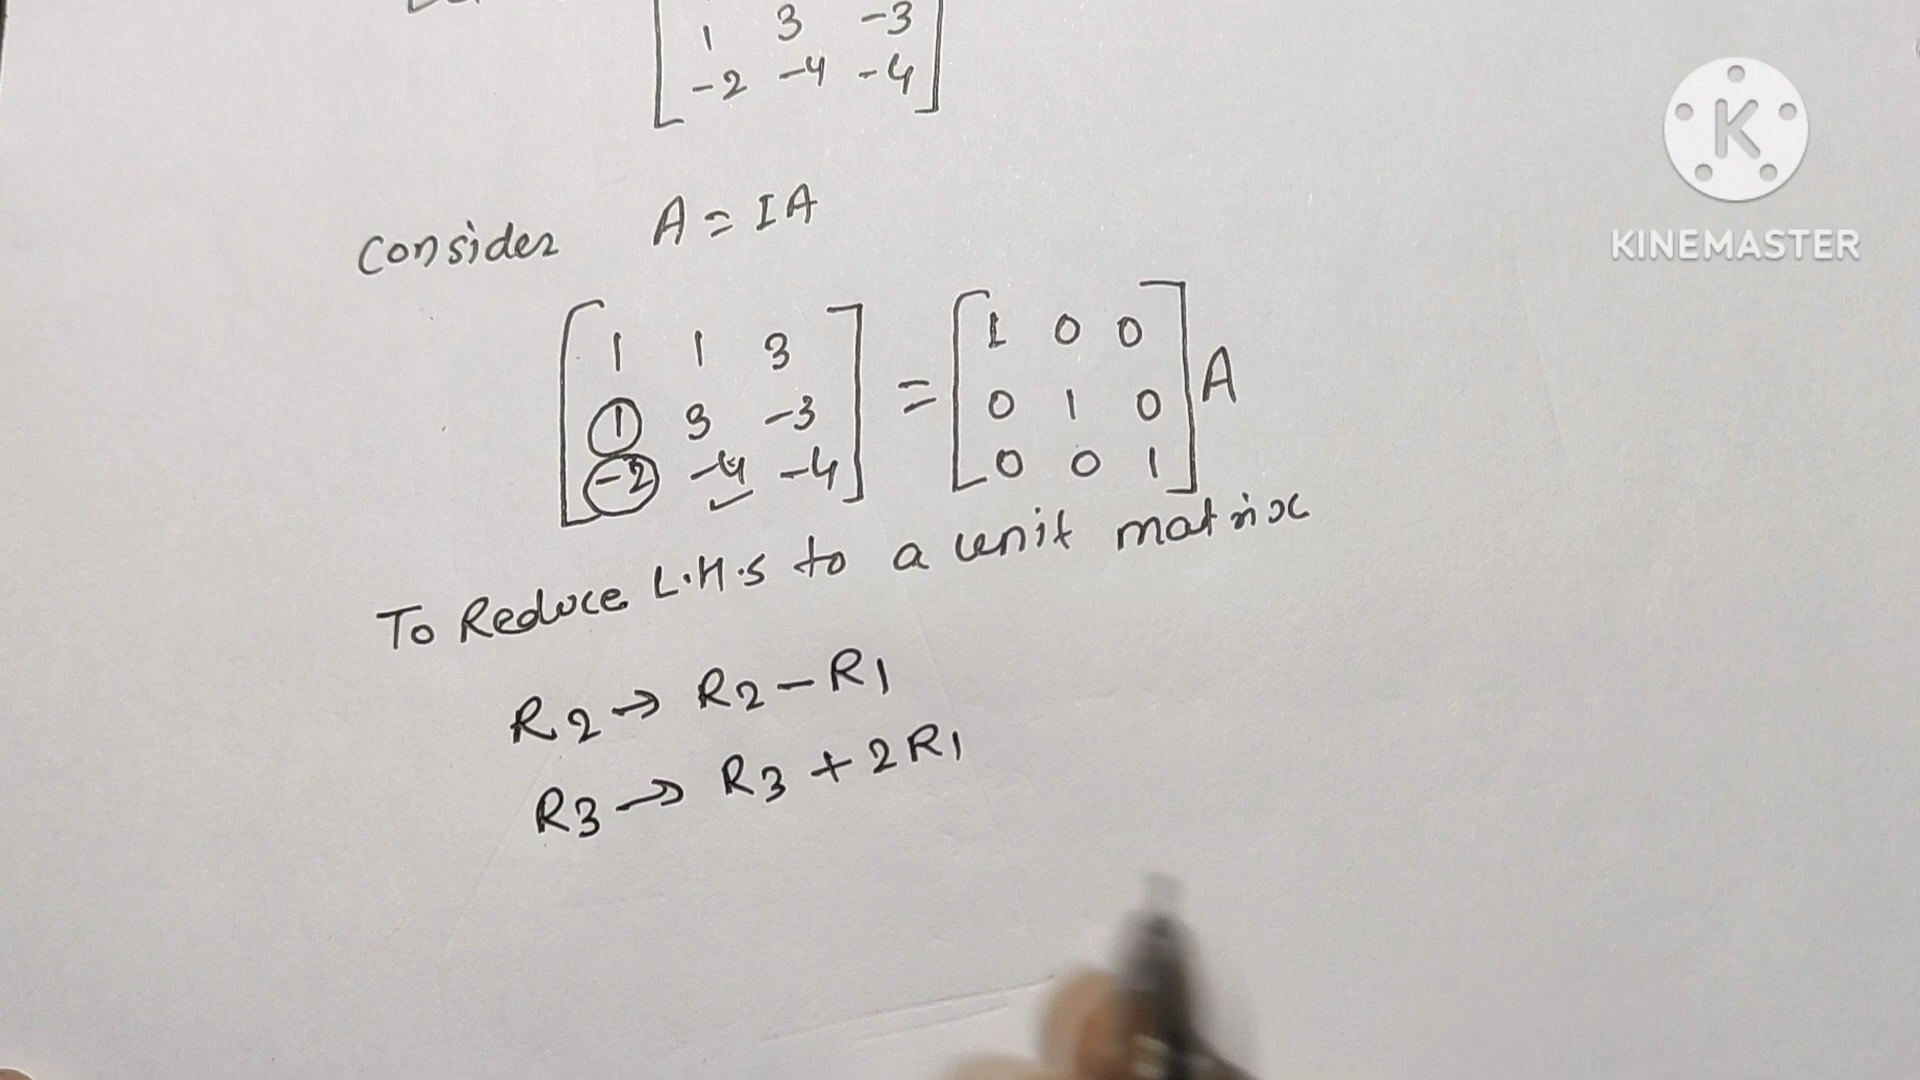 1 3 -3
-2 -4 -4
K
KINEMASTER
Consider A = IA
1 1 3 = 1 0 0 A
1 3 -3 0 1 0
-2 -4 -4 0 0 1
To Reduce L.H.S to a unit matrix
R2 → R2 - R1
R3 → R3 + 2R1